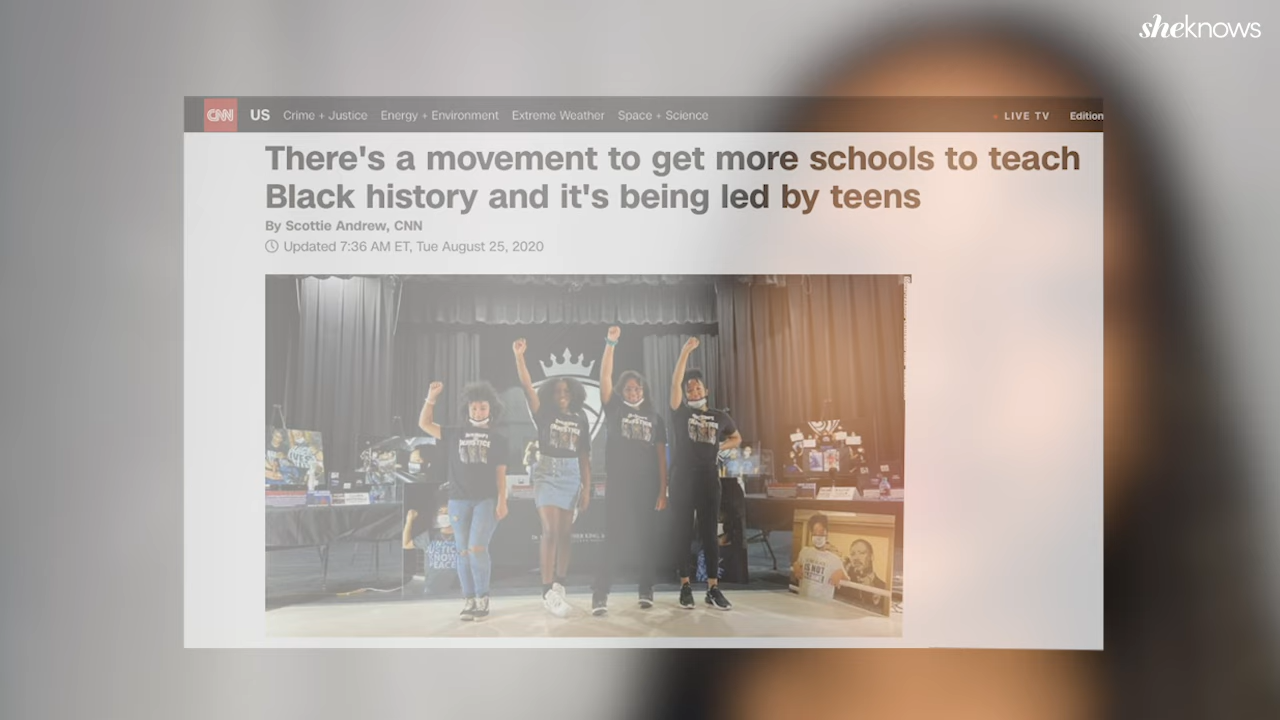 sheknows
CNN US Crime + Justice Energy + Environment Extreme Weather Space + Science LIVE TV Edition
There's a movement to get more schools to teach
Black history and it's being led by teens
By Scottie Andrew, CNN
Updated 7:36 AM ET, Tue August 25, 2020